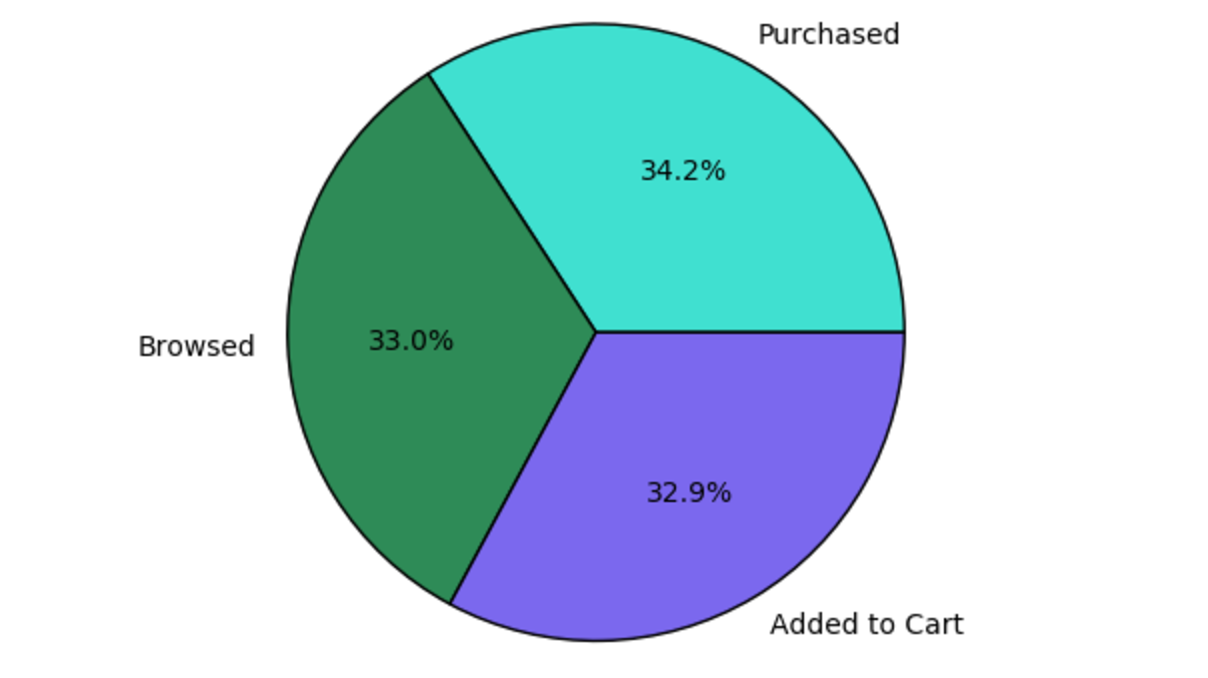 Purchased
34.2%
Browsed
33.0%
32.9%
Added to Cart